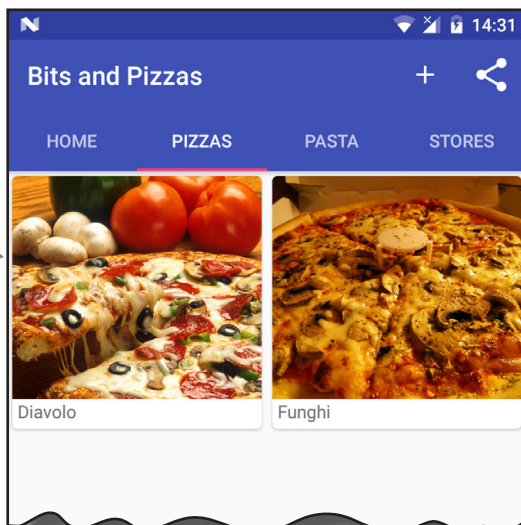 14:31
Bits and Pizzas
HOME PIZZAS PASTA STORES
Diavolo Funghi